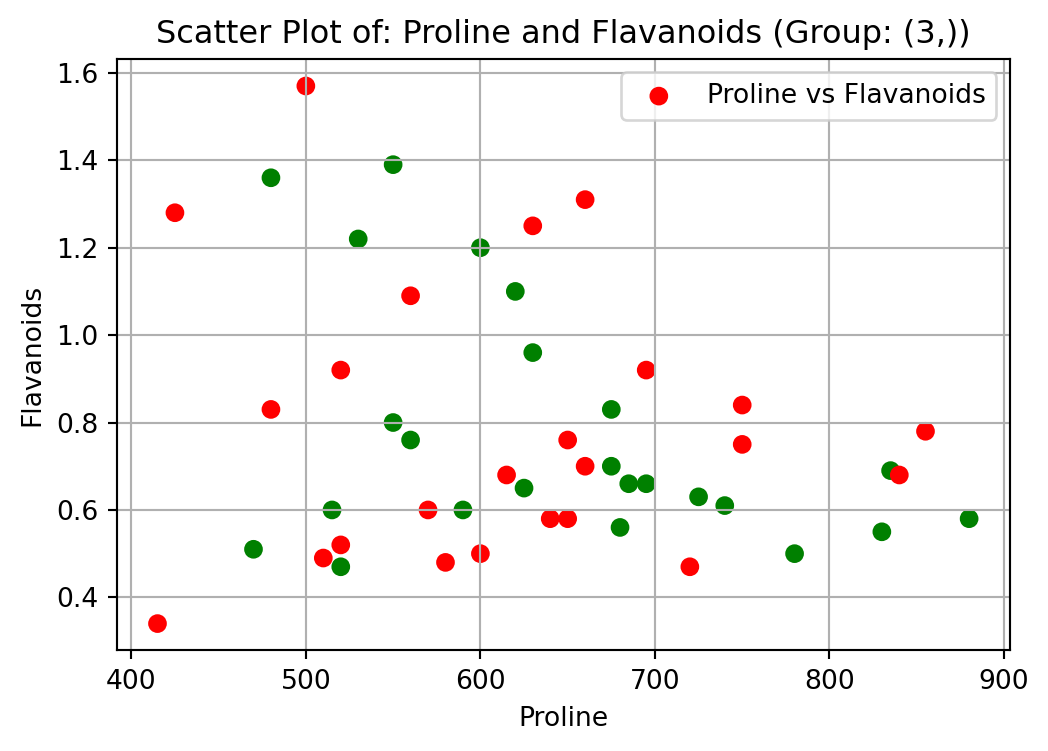 Scatter Plot of: Proline and Flavanoids (Group: (3,))
Proline vs Flavanoids
1.6
1.4
1.2
1.0
0.8
0.6
0.4
Flavanoids
400 500 600 700 800 900
Proline